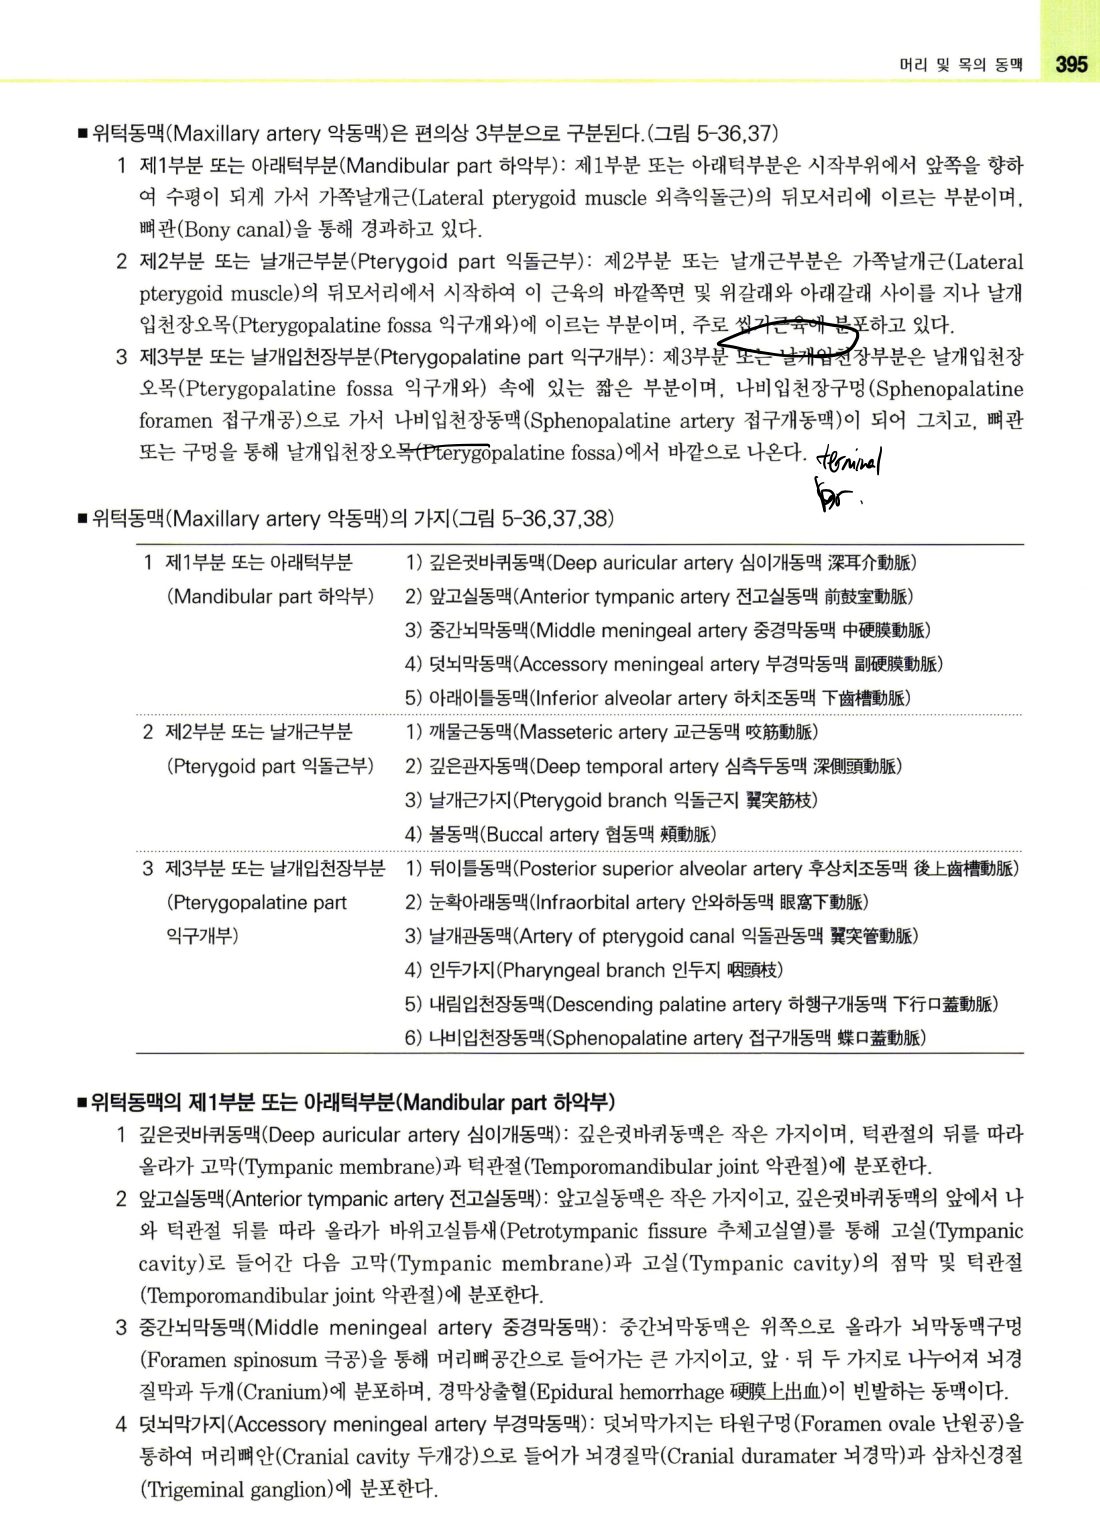 머리 및 목의 동맥 395
■ 위턱동맥(Maxillary artery 악동맥)은 편의상 3부분으로 구분된다.(그림 5-36,37)
1 제1부분 또는 아래턱부분(Mandibular part 하악부): 제1부분 또는 아래턱부분은 시작부위에서 앞쪽을 향하
여 수평이 되게 가서 가쪽날개근(Lateral pterygoid muscle 외측익돌근)의 뒤모서리에 이르는 부분이며,
뼈관(Bony canal)을 통해 경과하고 있다.
2 제2부분 또는 날개근부분(Pterygoid part 익돌근부): 제2부분 또는 날개근부분은 가쪽날개근(Lateral
pterygoid muscle)의 뒤모서리에서 시작하여 이 근육의 바깥쪽면 및 위갈래와 아래갈래 사이를 지나 날개
입천장오목(Pterygopalatine fossa 익구개와)에 이르는 부분이며, 주로 씹기근육에 분포하고 있다.
3 제3부분 또는 날개입천장부분(Pterygopalatine part 익구개부): 제3부분 또는 날개입천장부분은 날개입천장
오목(Pterygopalatine fossa 익구개와) 속에 있는 짧은 부분이며, 나비입천장구멍(Sphenopalatine
foramen 접구개공)으로 가서 나비입천장동맥(Sphenopalatine artery 접구개동맥)이 되어 그치고, 뼈관
또는 구멍을 통해 날개입천장오목(Pterygopalatine fossa)에서 바깥으로 나온다. terminal
br.
■ 위턱동맥(Maxillary artery 악동맥)의 가지(그림 5-36,37,38)
1 제1부분 또는 아래턱부분 1) 깊은귓바퀴동맥(Deep auricular artery 심이개동맥 深耳介動脈)
(Mandibular part 하악부) 2) 앞고실동맥(Anterior tympanic artery 전고실동맥 前鼓室動脈)
3) 중간뇌막동맥(Middle meningeal artery 중경막동맥 中硬膜動脈)
4) 덧뇌막동맥(Accessory meningeal artery 부경막동맥 副硬膜動脈)
5) 아래이틀동맥(Inferior alveolar artery 하치조동맥 下齒槽動脈)
2 제2부분 또는 날개근부분 1) 깨물근동맥(Masseteric artery 교근동맥 咬筋動脈)
(Pterygoid part 익돌근부) 2) 깊은관자동맥(Deep temporal artery 심측두동맥 深側頭動脈)
3) 날개근가지(Pterygoid branch 익돌근지 翼突筋枝)
4) 볼동맥(Buccal artery 협동맥 頰動脈)
3 제3부분 또는 날개입천장부분 1) 뒤이틀동맥(Posterior superior alveolar artery 후상치조동맥 後上齒槽動脈)
(Pterygopalatine part 2) 눈확아래동맥(Infraorbital artery 안와하동맥 眼窩下動脈)
익구개부) 3) 날개관동맥(Artery of pterygoid canal 익돌관동맥 翼突管動脈)
4) 인두가지(Pharyngeal branch 인두지 咽頭枝)
5) 내림입천장동맥(Descending palatine artery 하행구개동맥 下行口蓋動脈)
6) 나비입천장동맥(Sphenopalatine artery 접구개동맥 蝶口蓋動脈)
■ 위턱동맥의 제1부분 또는 아래턱부분(Mandibular part 하악부)
1 깊은귓바퀴동맥(Deep auricular artery 심이개동맥): 깊은귓바퀴동맥은 작은 가지이며, 턱관절의 뒤를 따라
올라가 고막(Tympanic membrane)과 턱관절(Temporomandibular joint 악관절)에 분포한다.
2 앞고실동맥(Anterior tympanic artery 전고실동맥): 앞고실동맥은 작은 가지이고, 깊은귓바퀴동맥의 앞에서 나
와 턱관절 뒤를 따라 올라가 바위고실틈새(Petrotympanic fissure 추체고실열)를 통해 고실(Tympanic
cavity)로 들어간 다음 고막(Tympanic membrane)과 고실(Tympanic cavity)의 점막 및 턱관절
(Temporomandibular joint 악관절)에 분포한다.
3 중간뇌막동맥(Middle meningeal artery 중경막동맥): 중간뇌막동맥은 위쪽으로 올라가 뇌막동맥구멍
(Foramen spinosum 극공)을 통해 머리뼈공간으로 들어가는 큰 가지이고, 앞 · 뒤 두 가지로 나누어져 뇌경
질막과 두개(Cranium)에 분포하며, 경막상출혈(Epidural hemorrhage 硬膜上出血)이 빈발하는 동맥이다.
4 덧뇌막가지(Accessory meningeal artery 부경막동맥): 덧뇌막가지는 타원구멍(Foramen ovale 난원공)을
통하여 머리뼈안(Cranial cavity 두개강)으로 들어가 뇌경질막(Cranial duramater 뇌경막)과 삼차신경절
(Trigeminal ganglion)에 분포한다.